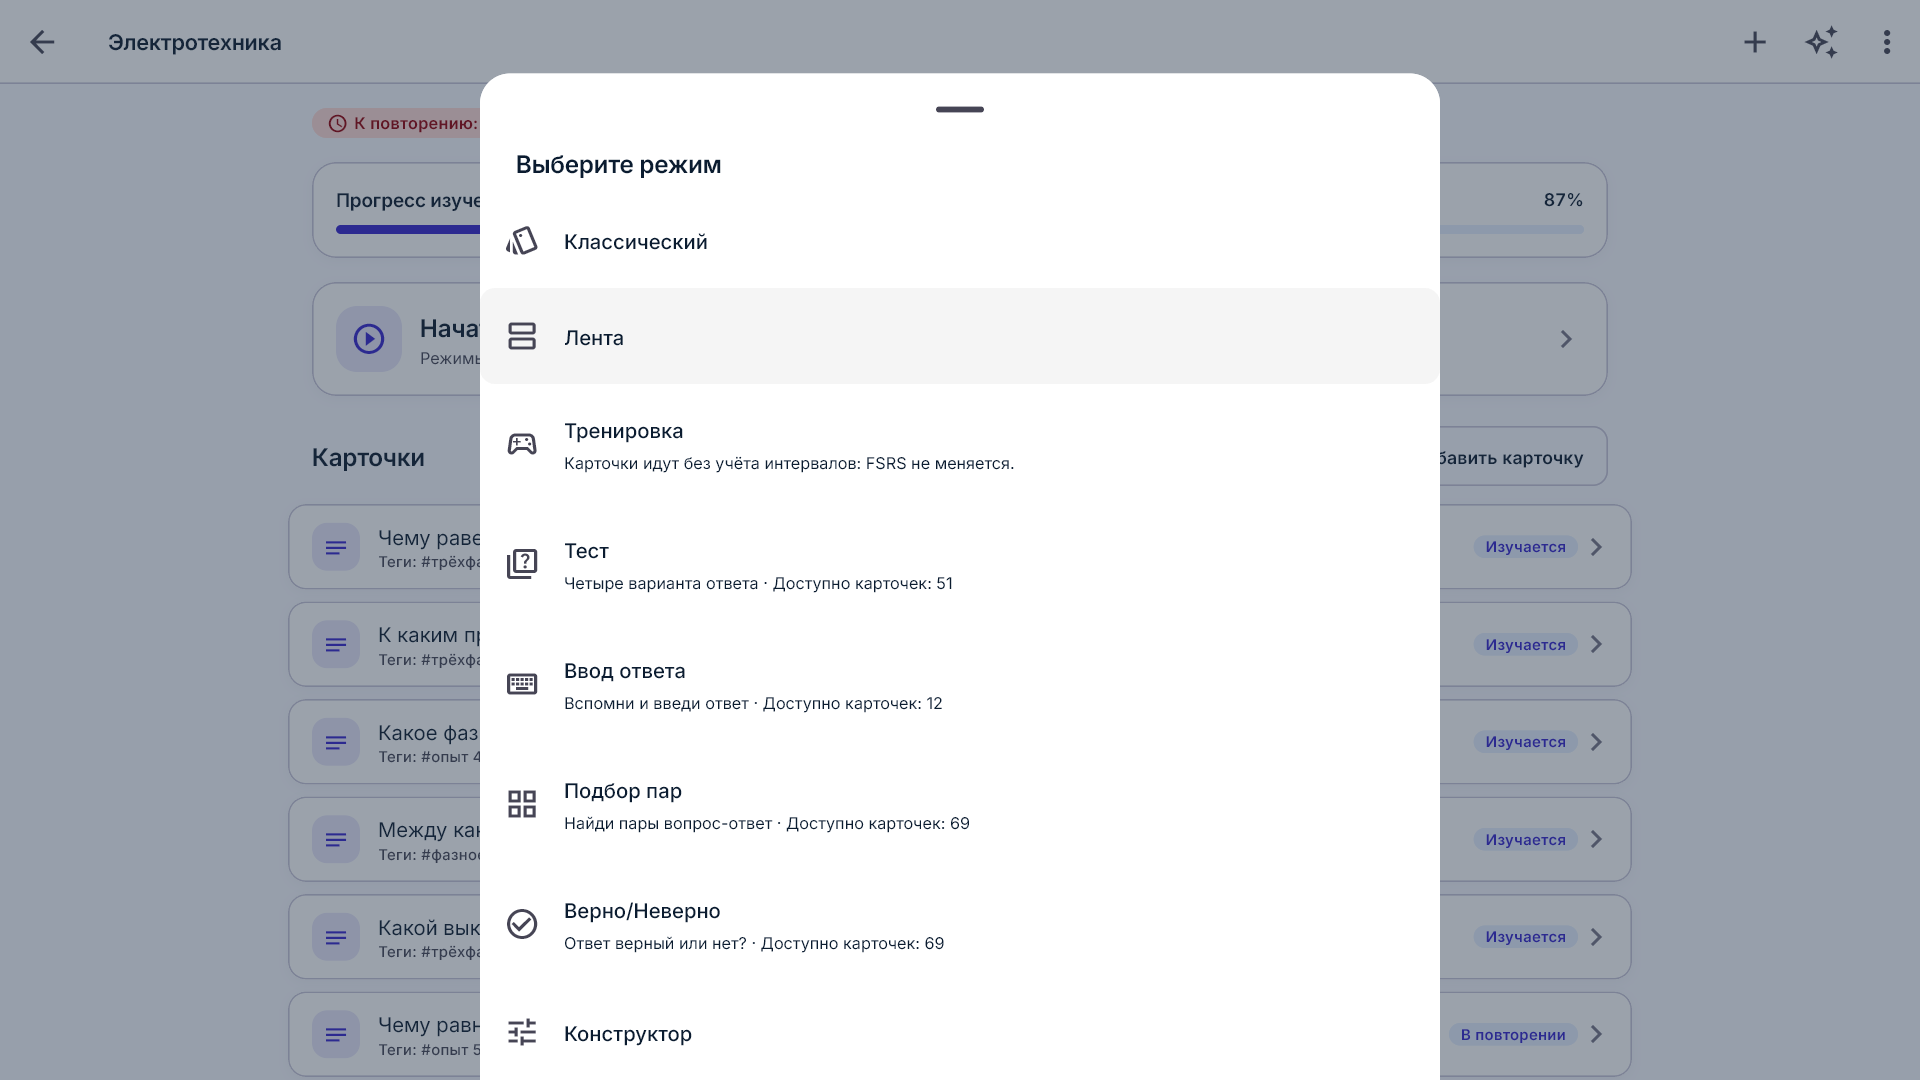 Электротехника
К повторению:
Выберите режим
Прогресс изуче
87%
Классический
Нача
Режимы
Лента
Карточки
бавить карточку
Тренировка
Карточки идут без учёта интервалов: FSRS не меняется.
Чему раве
Теги: #трёхфа
Изучается
Тест
Четыре варианта ответа · Доступно карточек: 51
К каким пр
Теги: #трёхфа
Изучается
Ввод ответа
Вспомни и введи ответ · Доступно карточек: 12
Какое фаз
Теги: #опыт 4
Изучается
Подбор пар
Найди пары вопрос-ответ · Доступно карточек: 69
Между как
Теги: #фазное
Изучается
Верно/Неверно
Ответ верный или нет? · Доступно карточек: 69
Какой вык
Теги: #трёхфа
Изучается
Конструктор
Чему равн
Теги: #опыт 5
В повторении